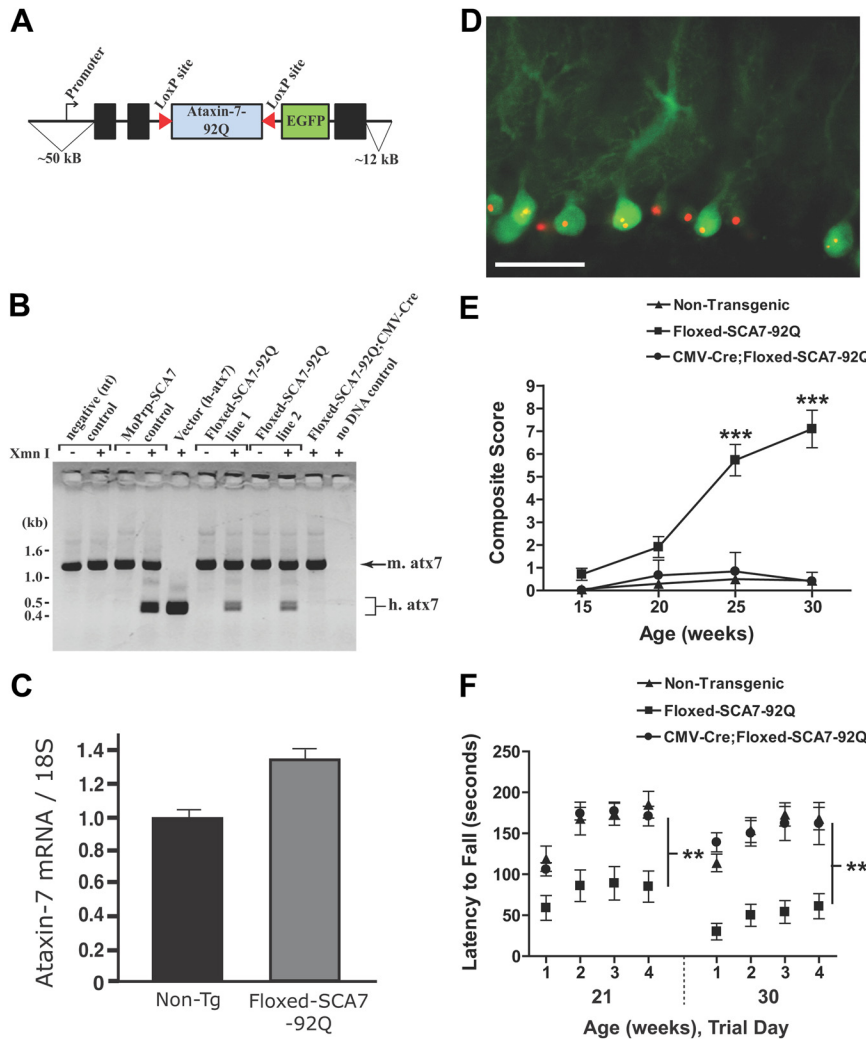 A
Promoter
LoxP site
LoxP site
Ataxin-7-
92Q
EGFP
~50 kB
~12 kB
B
negative (nt)
control
MoPrp-SCA7
control
Vector (h-atx7)
Floxed-SCA7-92Q
line 1
Floxed-SCA7-92Q
line 2
Floxed-SCA7-92Q;CMV-Cre
no DNA control
Xmn I - + - + + - + - + + +
(kb)
1.6 -
1.0 -
0.5 -
0.4 -
m. atx7
h. atx7
C
Ataxin-7 mRNA / 18S
1.4
1.2
1.0
0.8
0.6
0.4
0.2
0
Non-Tg
Floxed-SCA7
-92Q
D
E
Non-Transgenic
Floxed-SCA7-92Q
CMV-Cre;Floxed-SCA7-92Q
Composite Score
9
8
7
6
5
4
3
2
1
0
*** ***
15 20 25 30
Age (weeks)
F
Non-Transgenic
Floxed-SCA7-92Q
CMV-Cre;Floxed-SCA7-92Q
Latency to Fall (seconds)
250
200
150
100
50
0
** **
1 2 3 4 1 2 3 4
21 30
Age (weeks), Trial Day